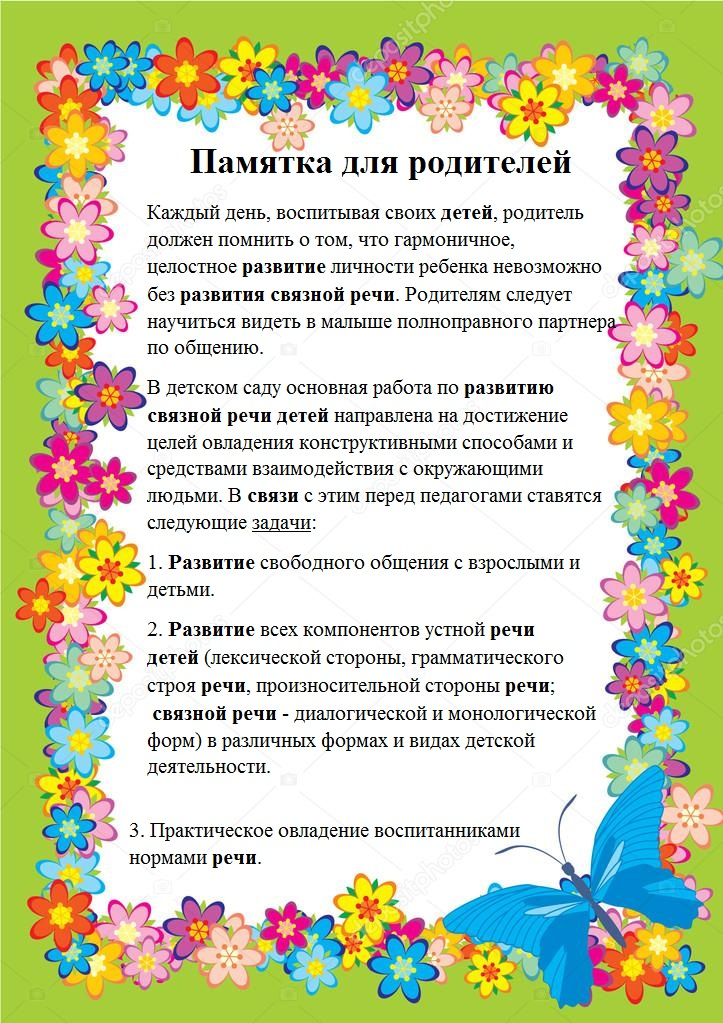 Памятка для родителей
Каждый день, воспитывая своих детей, родитель
должен помнить о том, что гармоничное,
целостное развитие личности ребенка невозможно
без развития связной речи. Родителям следует
научиться видеть в малыше полноправного партнера
по общению.
В детском саду основная работа по развитию
связной речи детей направлена на достижение
целей овладения конструктивными способами и
средствами взаимодействия с окружающими
людьми. В связи с этим перед педагогами ставятся
следующие задачи:
1. Развитие свободного общения с взрослыми и
детьми.
2. Развитие всех компонентов устной речи
детей (лексической стороны, грамматического
строя речи, произносительной стороны речи;
связной речи - диалогической и монологической
форм) в различных формах и видах детской
деятельности.
3. Практическое овладение воспитанниками
нормами речи.